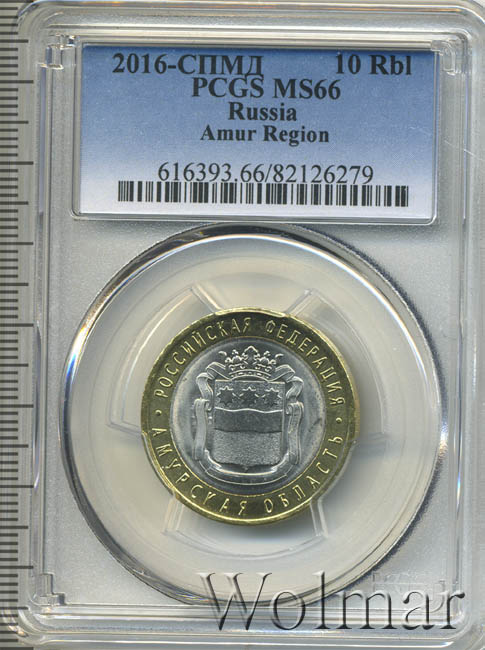 2016-СПМД 10 Rbl
PCGS MS66
Russia
Amur Region
616393.66/82126279
РОССИЙСКАЯ ФЕДЕРАЦИЯ
АМУРСКАЯ ОБЛАСТЬ
Wolmar